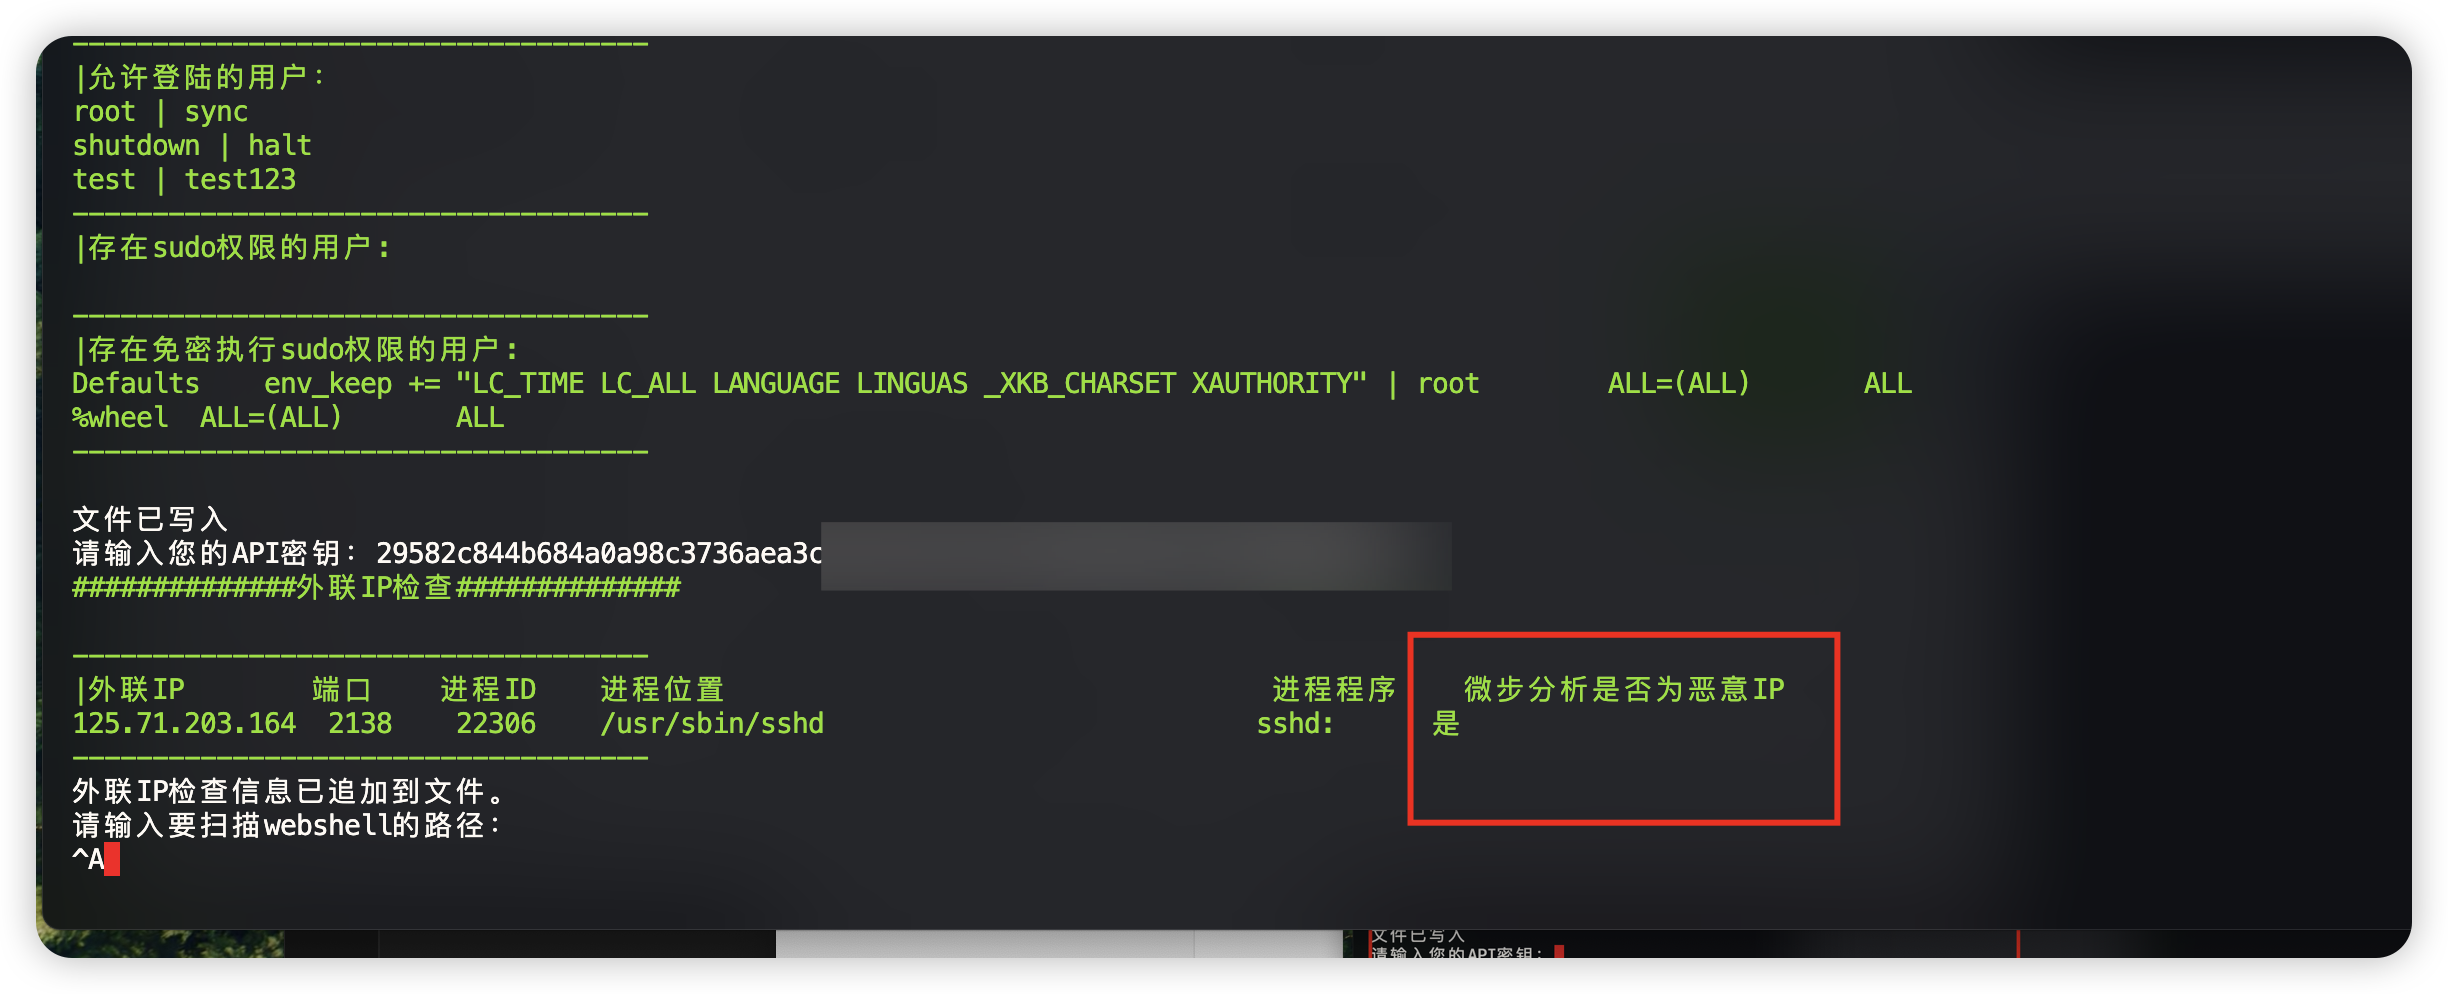 -----------------------------------
|允许登陆的用户：
root | sync
shutdown | halt
test | test123
-----------------------------------
|存在sudo权限的用户：
-----------------------------------
|存在免密执行sudo权限的用户：
Defaults    env_keep += "LC_TIME LC_ALL LANGUAGE LINGUAS _XKB_CHARSET XAUTHORITY" | root        ALL=(ALL)       ALL
%wheel  ALL=(ALL)       ALL
-----------------------------------
文件已写入
请输入您的API密钥：29582c844b684a0a98c3736aea3c
##############外联IP检查##############
-----------------------------------
|外联IP        端口    进程ID    进程位置    进程程序    微步分析是否为恶意IP
125.71.203.164  2138    22306    /usr/sbin/sshd    sshd:    是
-----------------------------------
外联IP检查信息已追加到文件。
请输入要扫描webshell的路径：
^A
文件已写入
请输入您的API密钥：